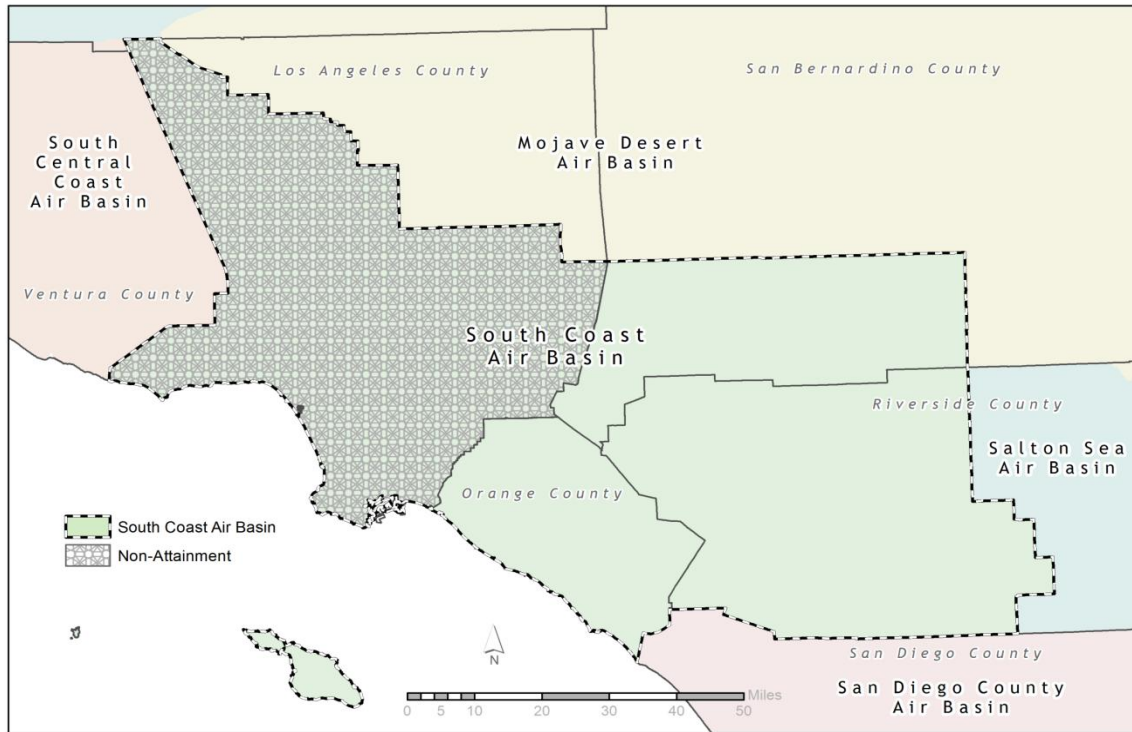 Los Angeles County
San Bernardino County
South
Central
Coast
Air Basin
Mojave Desert
Air Basin
Ventura County
South Coast
Air Basin
Riverside County
Salton Sea
Air Basin
Orange County
South Coast Air Basin
Non-Attainment
N
San Diego County
San Diego County
Air Basin
Miles
0 5 10 20 30 40 50